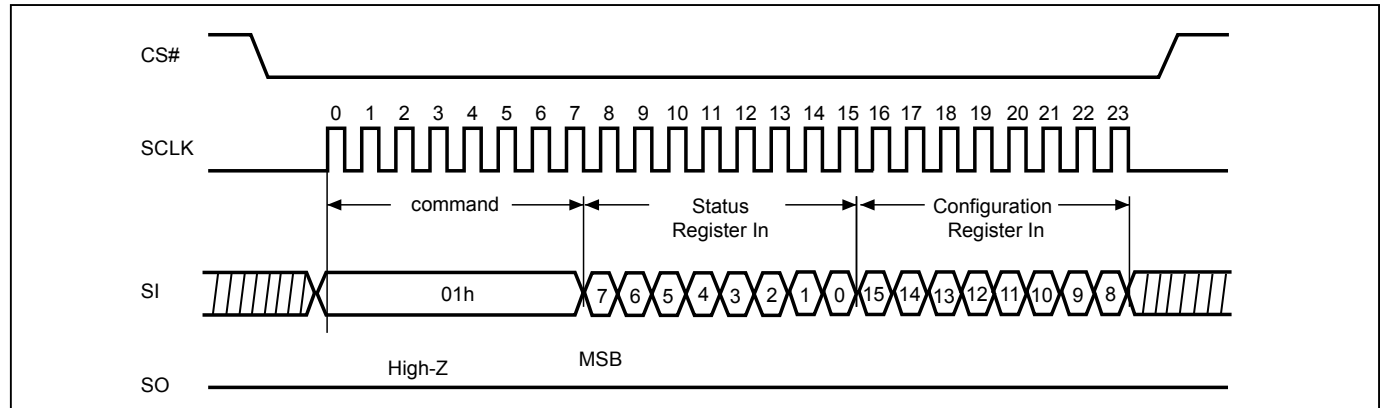 CS#
0 1 2 3 4 5 6 7 8 9 10 11 12 13 14 15 16 17 18 19 20 21 22 23
SCLK
command Status Register In Configuration Register In
SI 01h 7 6 5 4 3 2 1 0 15 14 13 12 11 10 9 8
High-Z MSB
SO